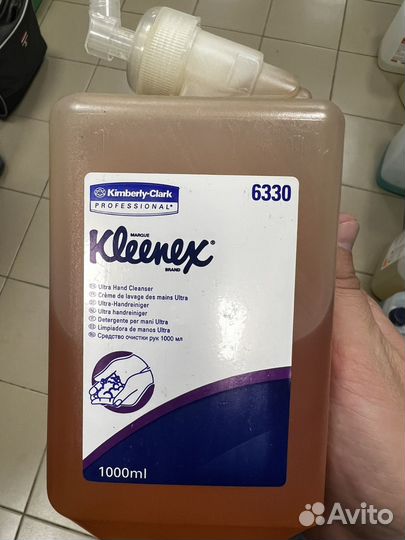 Kimberly-Clark
PROFESSIONAL*
6330
MARQUE
Kleenex®
BRAND
Ultra Hand Cleanser
Crème de lavage des mains Ultra
Ultra-Handreiniger
Ultra handreiniger
Detergente per mani Ultra
Limpiadora de manos Ultra
Средство очистки рук 1000 мл
1000ml
Avito